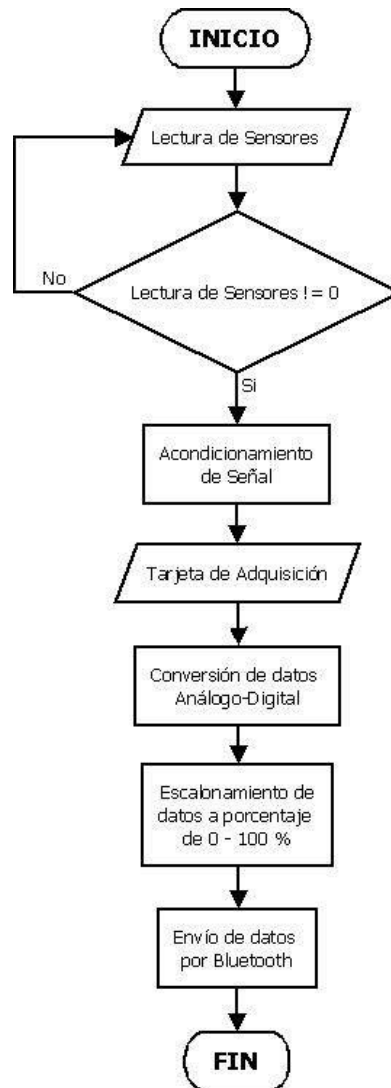 INICIO
Lectura de Sensores
Lectura de Sensores != 0
No
Si
Acondicionamiento
de Señal
Tarjeta de Adquisición
Conversión de datos
Análogo-Digital
Escalonamiento de
datos a porcentaje
de 0 - 100 %
Envío de datos
por Bluetooth
FIN